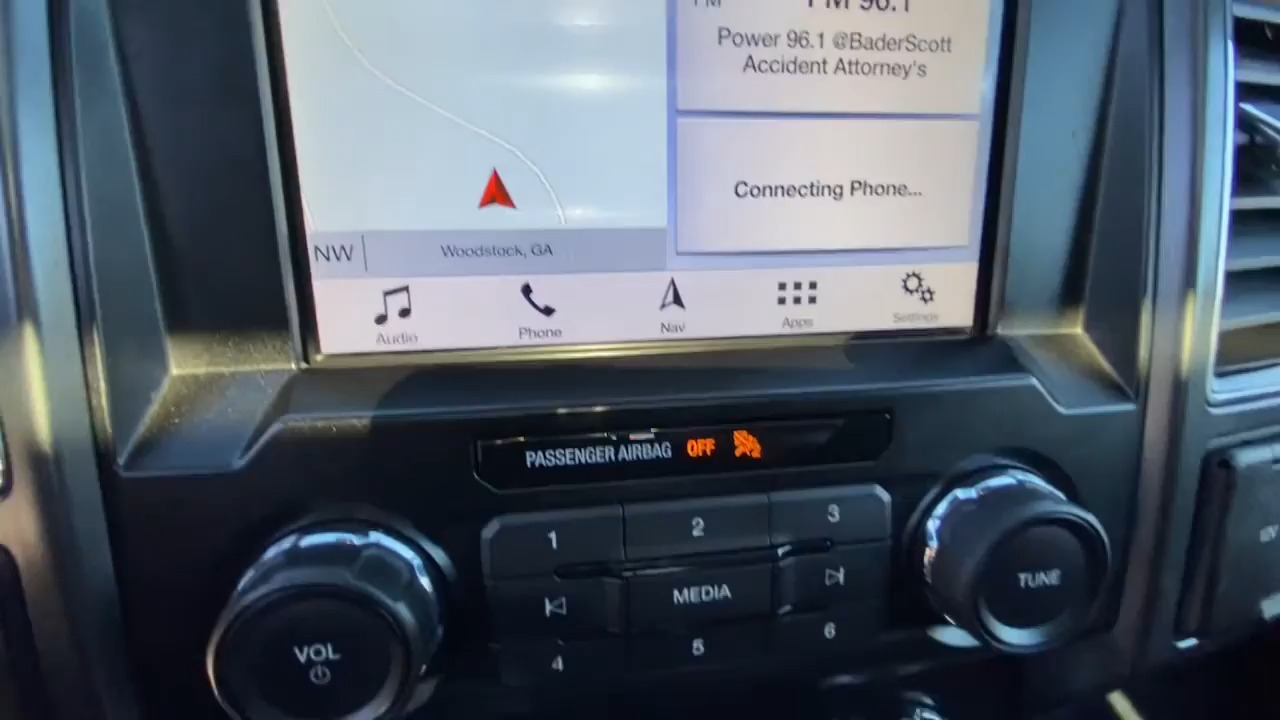 FM FM 96.1
Power 96.1 @BaderScott
Accident Attorney's
Connecting Phone...
NW Woodstock, GA
Audio Phone Nav Apps Settings
PASSENGER AIRBAG OFF
1 2 3
MEDIA
4 5 6
VOL
TUNE